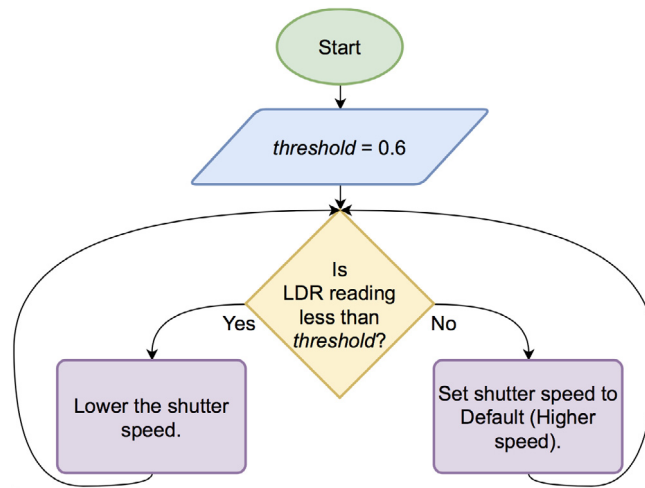 Start
threshold = 0.6
Is
LDR reading
less than
threshold?
Yes
No
Lower the shutter
speed.
Set shutter speed to
Default (Higher
speed).